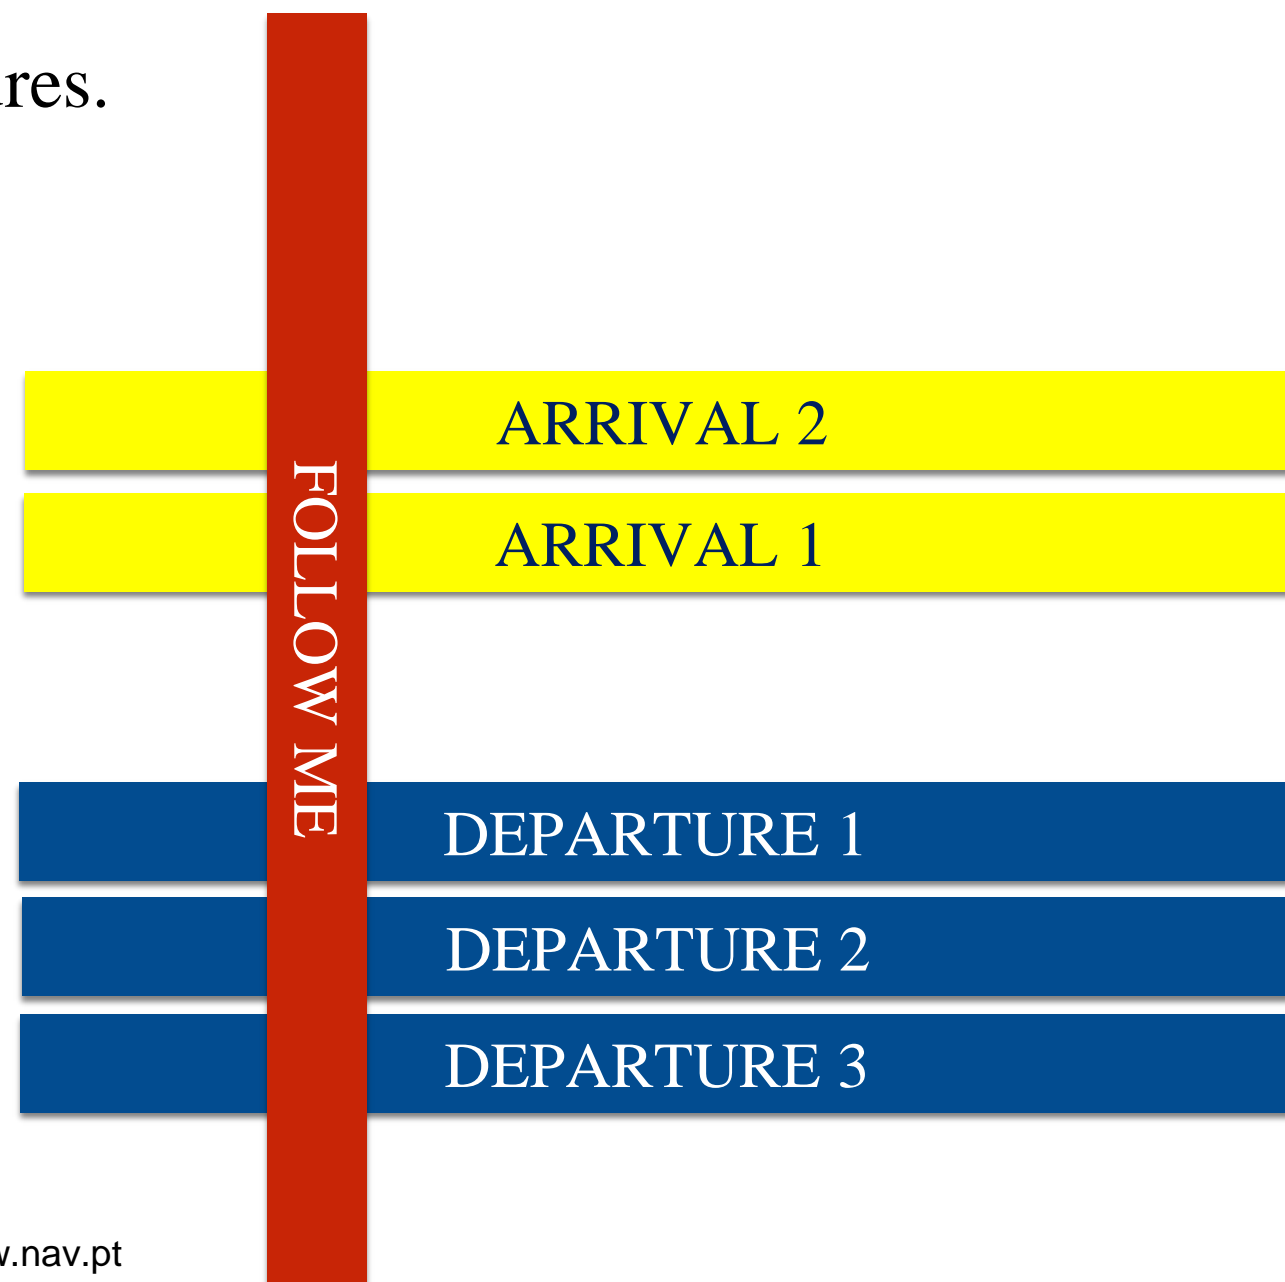 res.
ARRIVAL 2
ARRIVAL 1
FOLLOW ME
DEPARTURE 1
DEPARTURE 2
DEPARTURE 3
.nav.pt